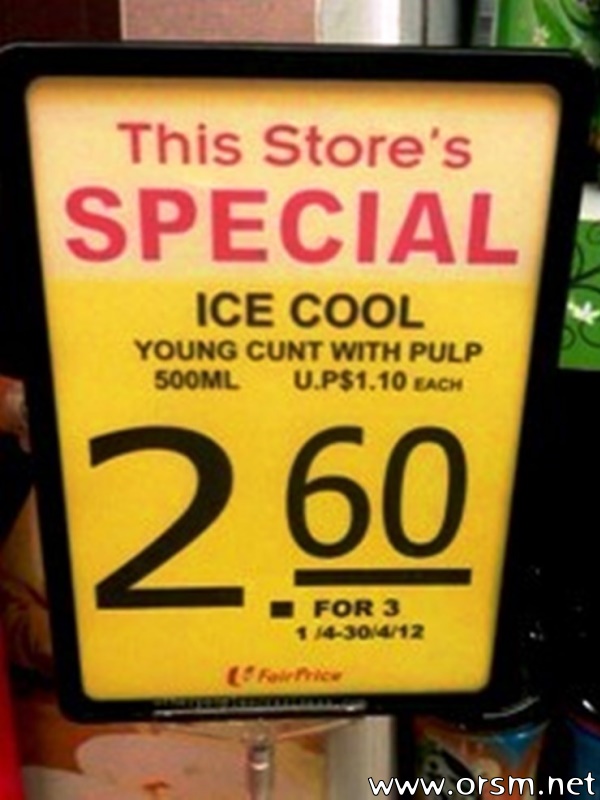 This Store's
SPECIAL
ICE COOL
YOUNG CUNT WITH PULP
500ML U.P$1.10 EACH
2.60
FOR 3
1 /4-30/4/12
FairPrice
www.orsm.net